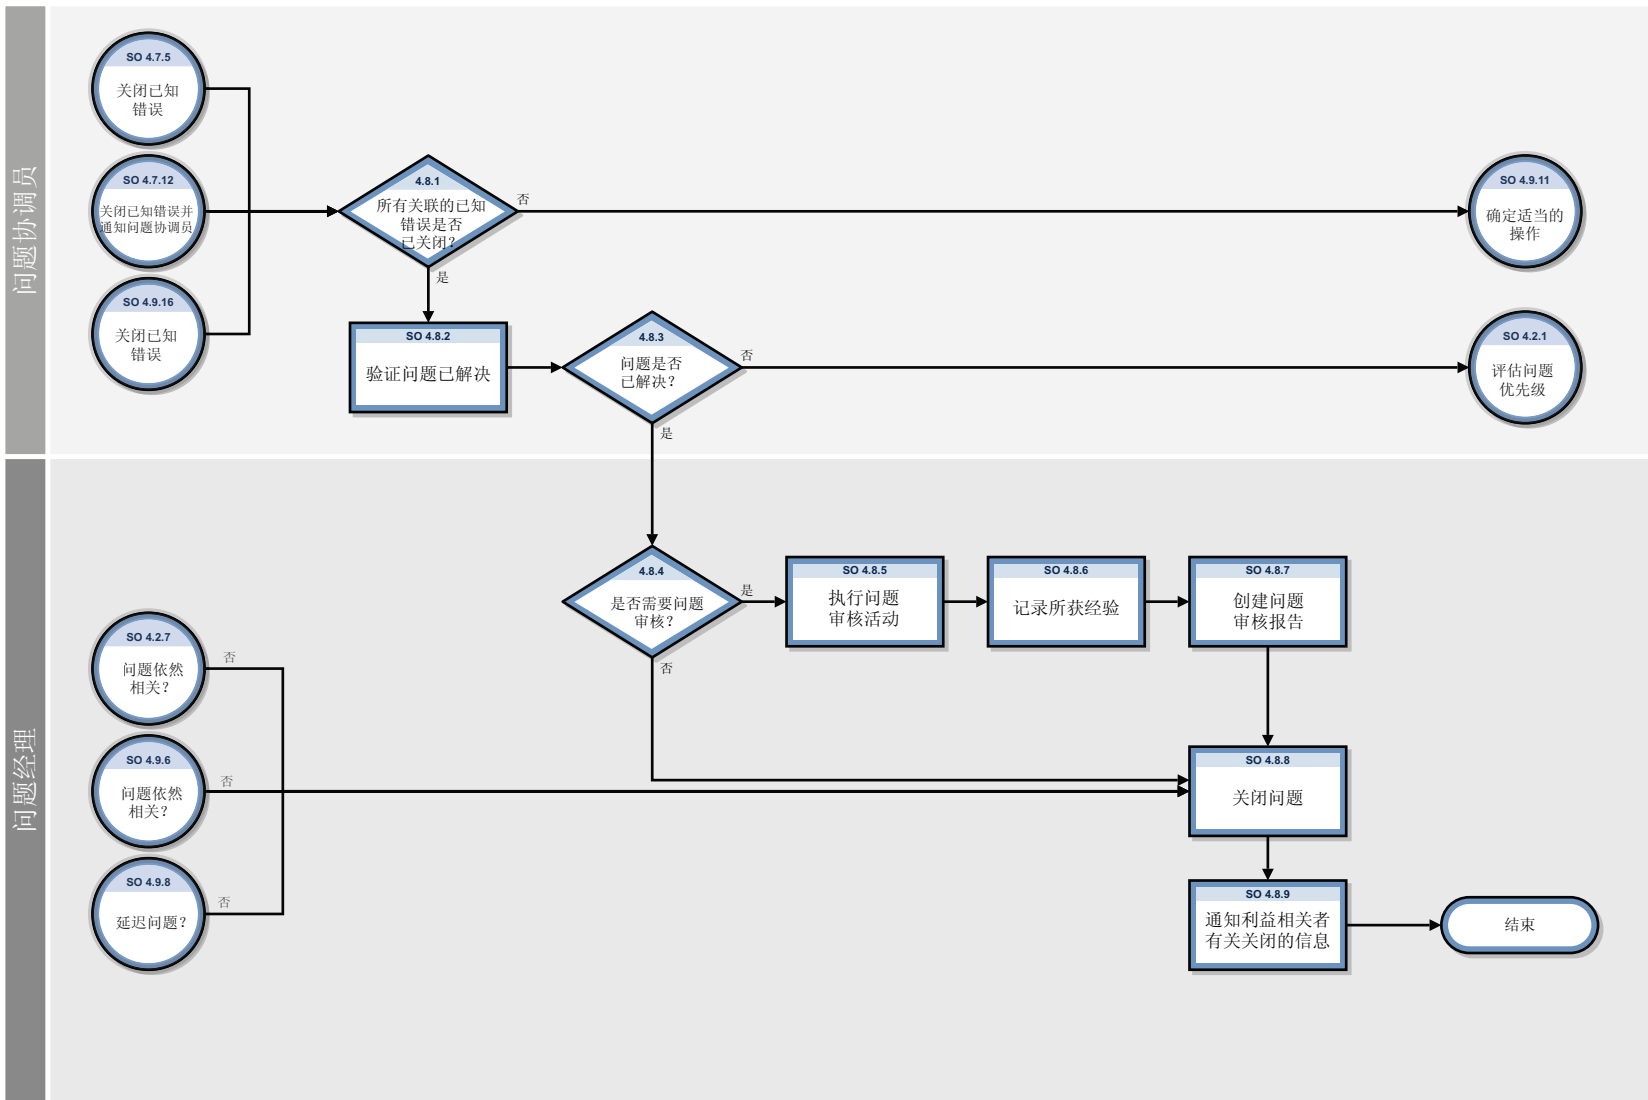 问题协调员
SO 4.7.5
关闭已知
错误
SO 4.7.12
关闭已知错误并
通知问题协调员
SO 4.9.16
关闭已知
错误
4.8.1
所有关联的已知
错误是否
已关闭？
否
是
SO 4.9.11
确定适当的
操作
SO 4.8.2
验证问题已解决
4.8.3
问题是否
已解决？
否
是
SO 4.2.1
评估问题
优先级
问题经理
4.8.4
是否需要问题
审核？
是
否
SO 4.8.5
执行问题
审核活动
SO 4.8.6
记录所获经验
SO 4.8.7
创建问题
审核报告
SO 4.2.7
问题依然
相关？
否
SO 4.9.6
问题依然
相关？
否
SO 4.9.8
延迟问题？
否
SO 4.8.8
关闭问题
SO 4.8.9
通知利益相关者
有关关闭的信息
结束